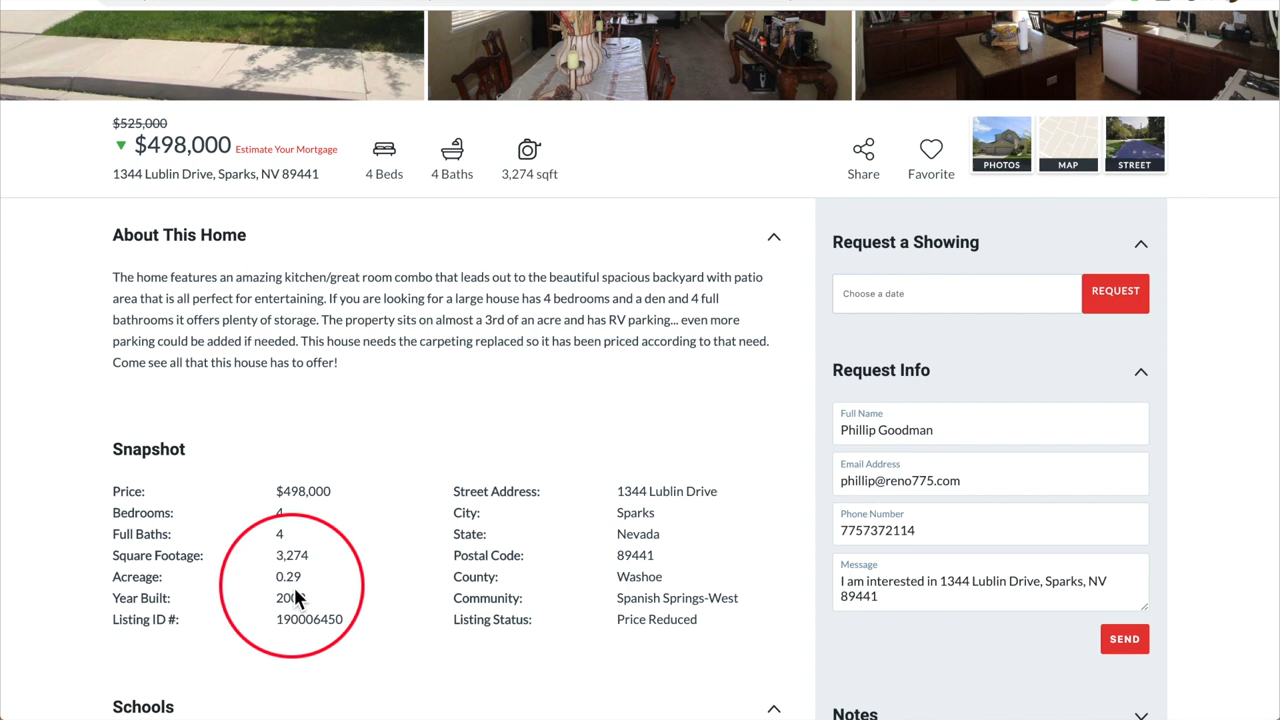 $525,000
$498,000 Estimate Your Mortgage
1344 Lublin Drive, Sparks, NV 89441
4 Beds
4 Baths
3,274 sqft
Share
Favorite
PHOTOS
MAP
STREET
About This Home
The home features an amazing kitchen/great room combo that leads out to the beautiful spacious backyard with patio
area that is all perfect for entertaining. If you are looking for a large house has 4 bedrooms and a den and 4 full
bathrooms it offers plenty of storage. The property sits on almost a 3rd of an acre and has RV parking... even more
parking could be added if needed. This house needs the carpeting replaced so it has been priced according to that need.
Come see all that this house has to offer!
Snapshot
Price: $498,000
Bedrooms: 4
Full Baths: 4
Square Footage: 3,274
Acreage: 0.29
Year Built:
Listing ID #: 190006450
Street Address: 1344 Lublin Drive
City: Sparks
State: Nevada
Postal Code: 89441
County: Washoe
Community: Spanish Springs-West
Listing Status: Price Reduced
Schools
Request a Showing
Choose a date
REQUEST
Request Info
Full Name
Phillip Goodman
Email Address
phillip@reno775.com
Phone Number
7757372114
Message
I am interested in 1344 Lublin Drive, Sparks, NV
89441
SEND
Notes